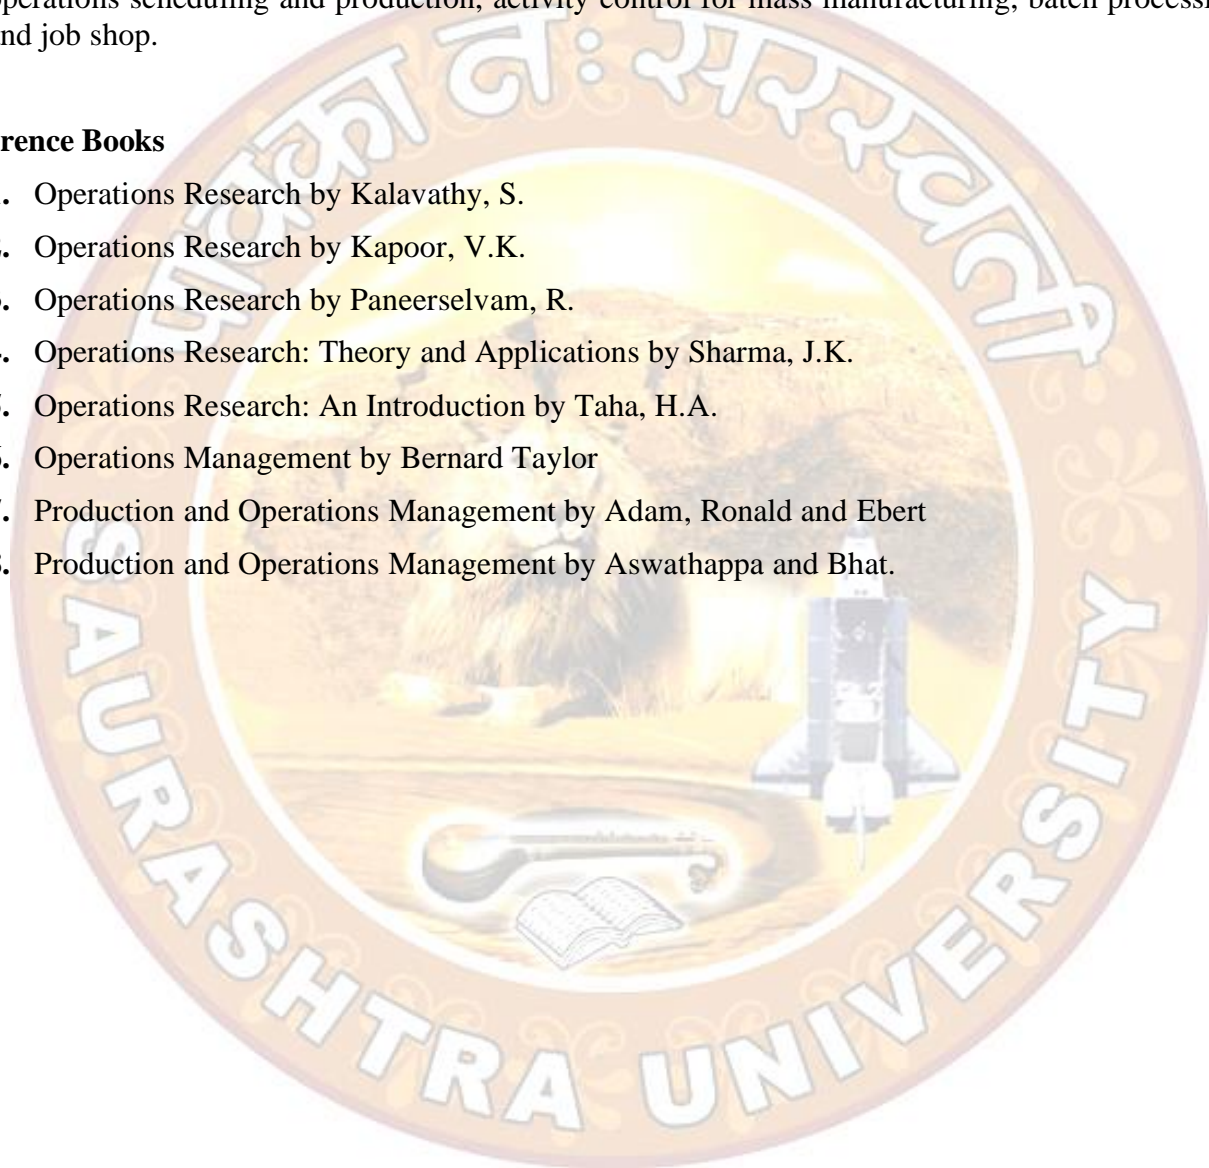 operations scheduling and production, activity control for mass manufacturing, batch
nd job shop.
rence Books
Operations Research by Kalavathy, S.
Operations Research by Kapoor, V.K.
Operations Research by Paneerselvam, R.
Operations Research: Theory and Applications by Sharma, J.K.
Operations Research: An Introduction by Taha, H.A.
Operations Management by Bernard Taylor
Production and Operations Management by Adam, Ronald and Ebert
Production and Operations Management by Aswathappa and Bhat.
पावका नः सरस्वती
SAURASHTRA UNIVERSITY